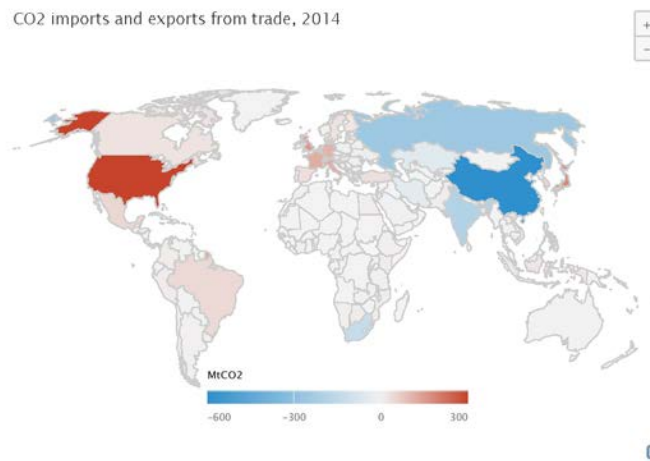 CO2 imports and exports from trade, 2014
+
−
MtCO2
-600 -300 0 300